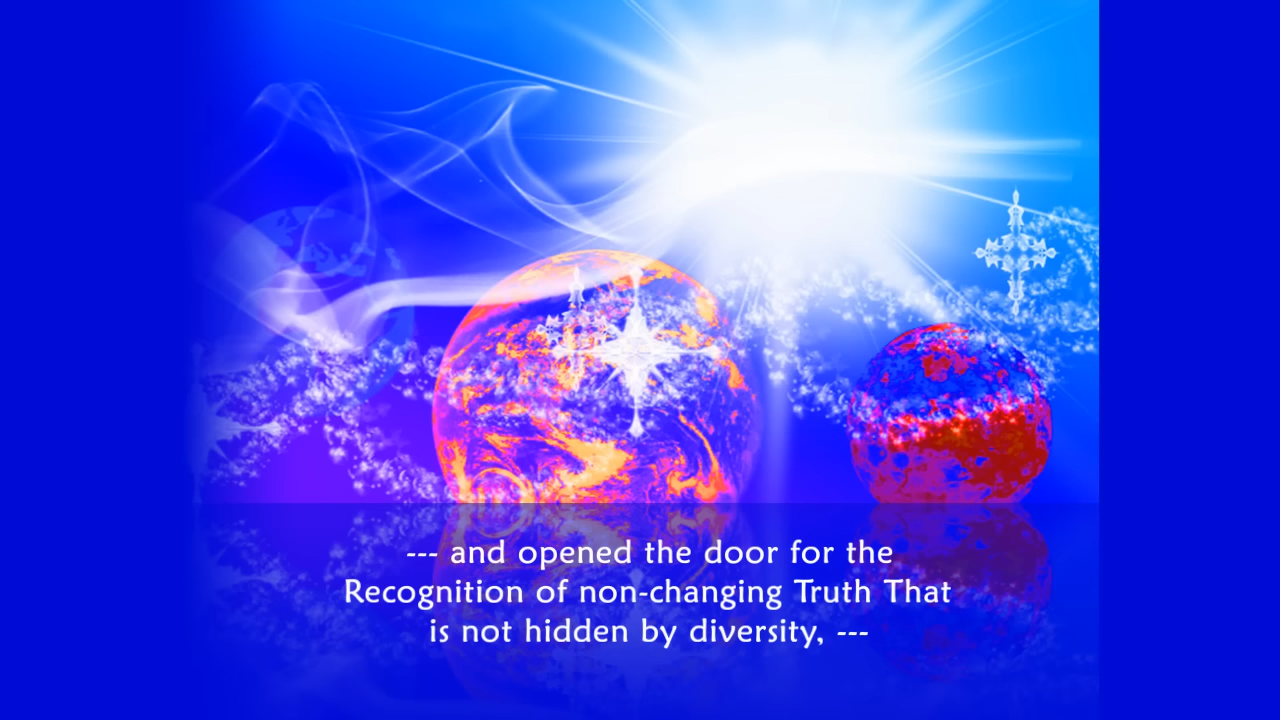 --- and opened the door for the
Recognition of non-changing Truth That
is not hidden by diversity, ---